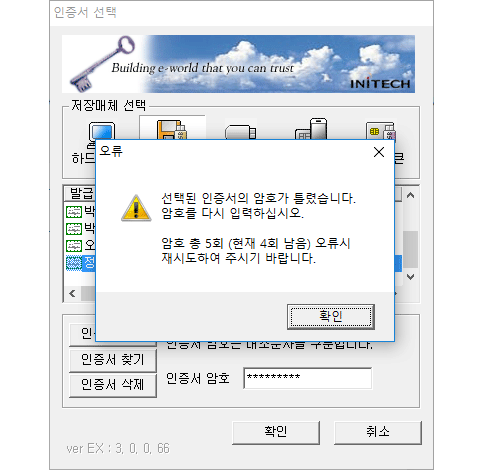 인증서 선택
Building e-world that you can trust
INITECH
저장매체 선택
하드
큰
오류
선택된 인증서의 암호가 틀렸습니다.
암호를 다시 입력하십시오.
암호 총 5회 (현재 4회 남음) 오류시
재시도하여 주시기 바랍니다.
확인
발급
박
박
오
정
인증서 암호는 대소문자를 구분합니다.
인증서 찾기
인증서 삭제
인증서 암호
*********
확인
취소
ver EX : 3, 0, 0, 66